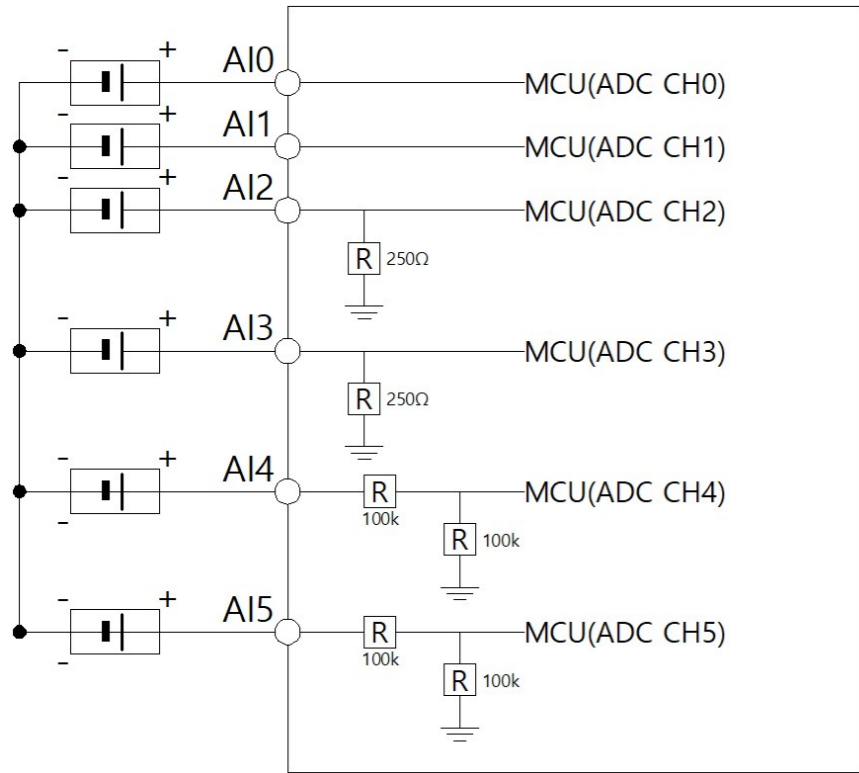 - +
AI0
MCU(ADC CH0)
- +
AI1
MCU(ADC CH1)
- +
AI2
MCU(ADC CH2)
R 250Ω
- +
AI3
MCU(ADC CH3)
R 250Ω
- +
AI4
R
100k
MCU(ADC CH4)
-
R 100k
- +
AI5
R
100k
MCU(ADC CH5)
-
R 100k